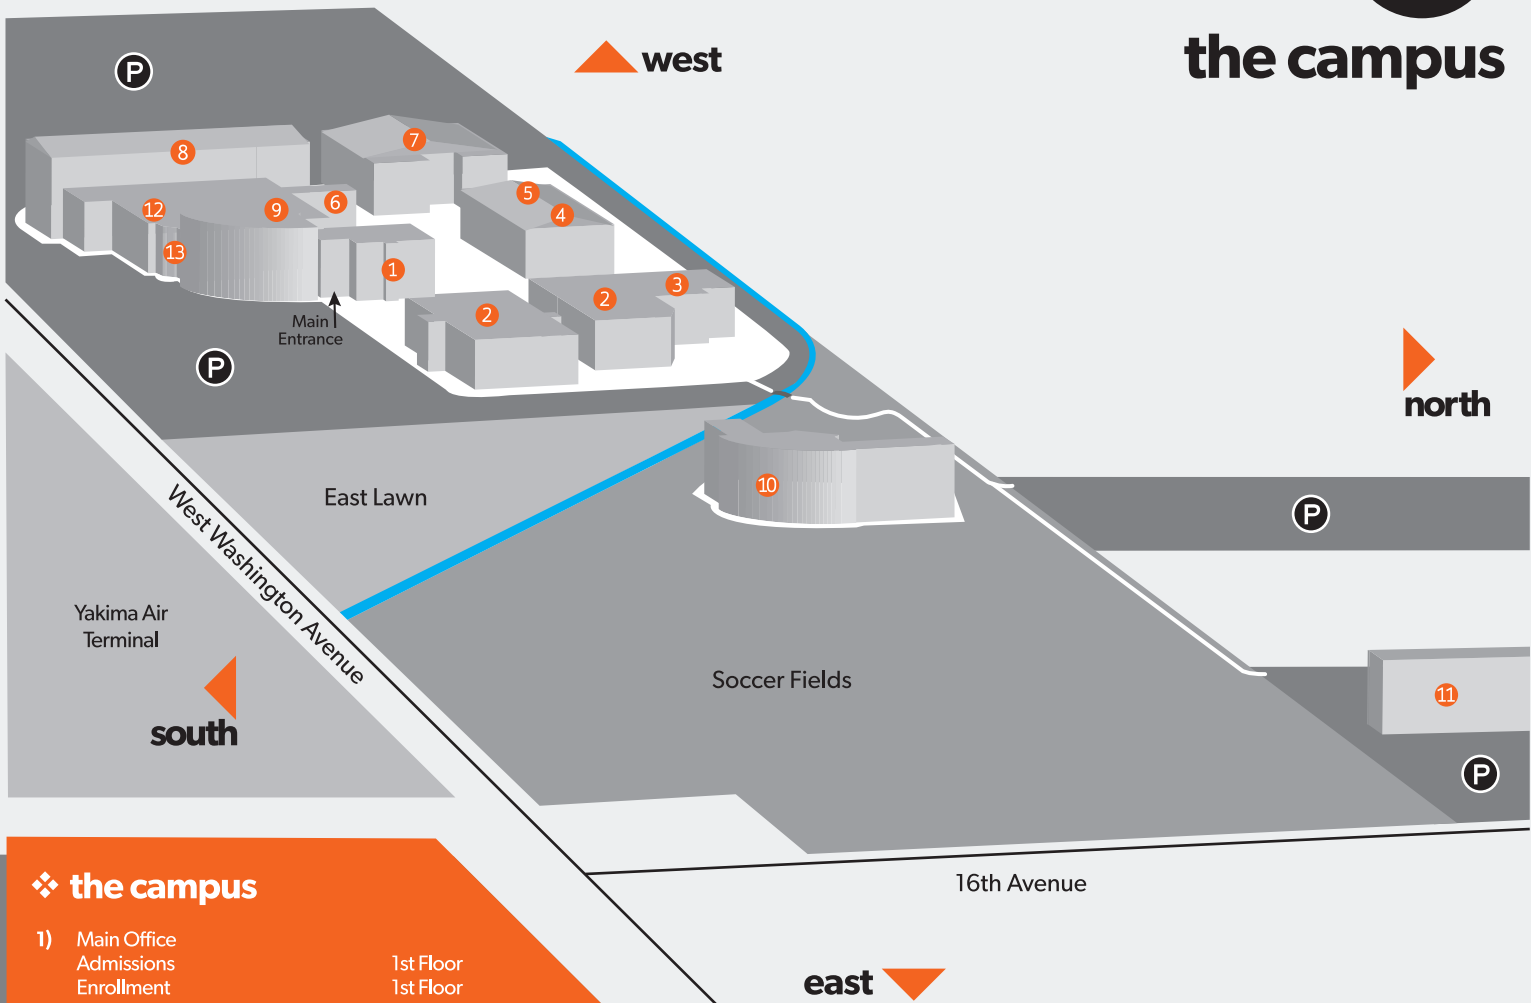 the campus
west
P
8
7
5
4
12
9
6
13
1
3
2
2
Main
Entrance
P
north
10
East Lawn
P
West Washington Avenue
Yakima Air
Terminal
south
Soccer Fields
11
P
16th Avenue
the campus
1) Main Office
Admissions 1st Floor
Enrollment 1st Floor
east